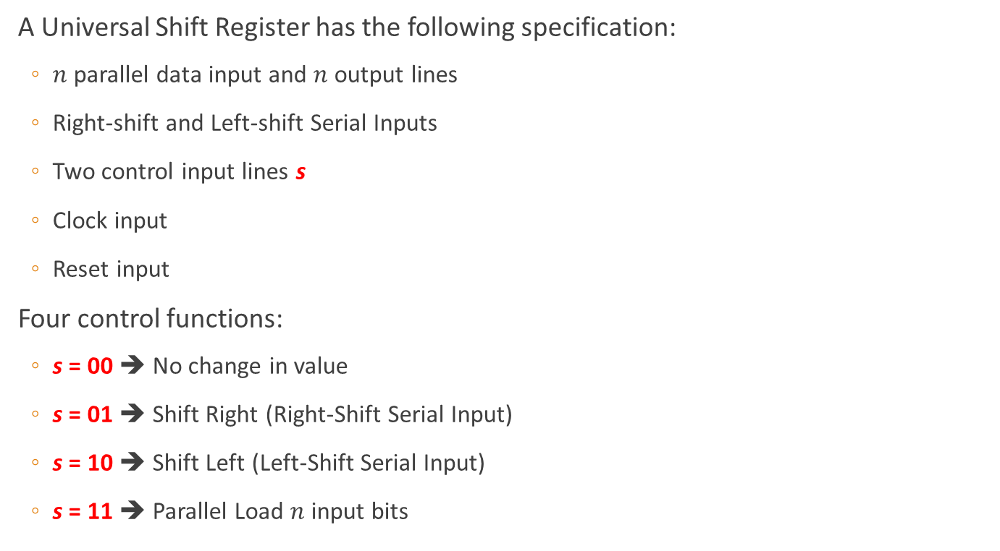 A Universal Shift Register has the following specification:
◦ n parallel data input and n output lines
◦ Right-shift and Left-shift Serial Inputs
◦ Two control input lines s
◦ Clock input
◦ Reset input
Four control functions:
◦ s = 00 ➔ No change in value
◦ s = 01 ➔ Shift Right (Right-Shift Serial Input)
◦ s = 10 ➔ Shift Left (Left-Shift Serial Input)
◦ s = 11 ➔ Parallel Load n input bits